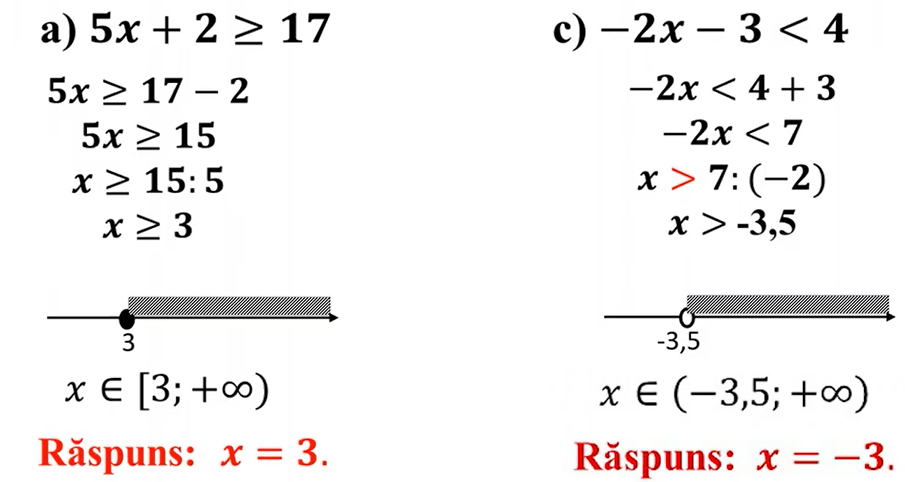 a) 5x + 2 ≥ 17
5x ≥ 17 − 2
5x ≥ 15
x ≥ 15:5
x ≥ 3
3
x ∈ [3; +∞)
Răspuns: x = 3.
c) −2x − 3 < 4
−2x < 4 + 3
−2x < 7
x > 7:(−2)
x > -3,5
-3,5
x ∈ (−3,5; +∞)
Răspuns: x = −3.